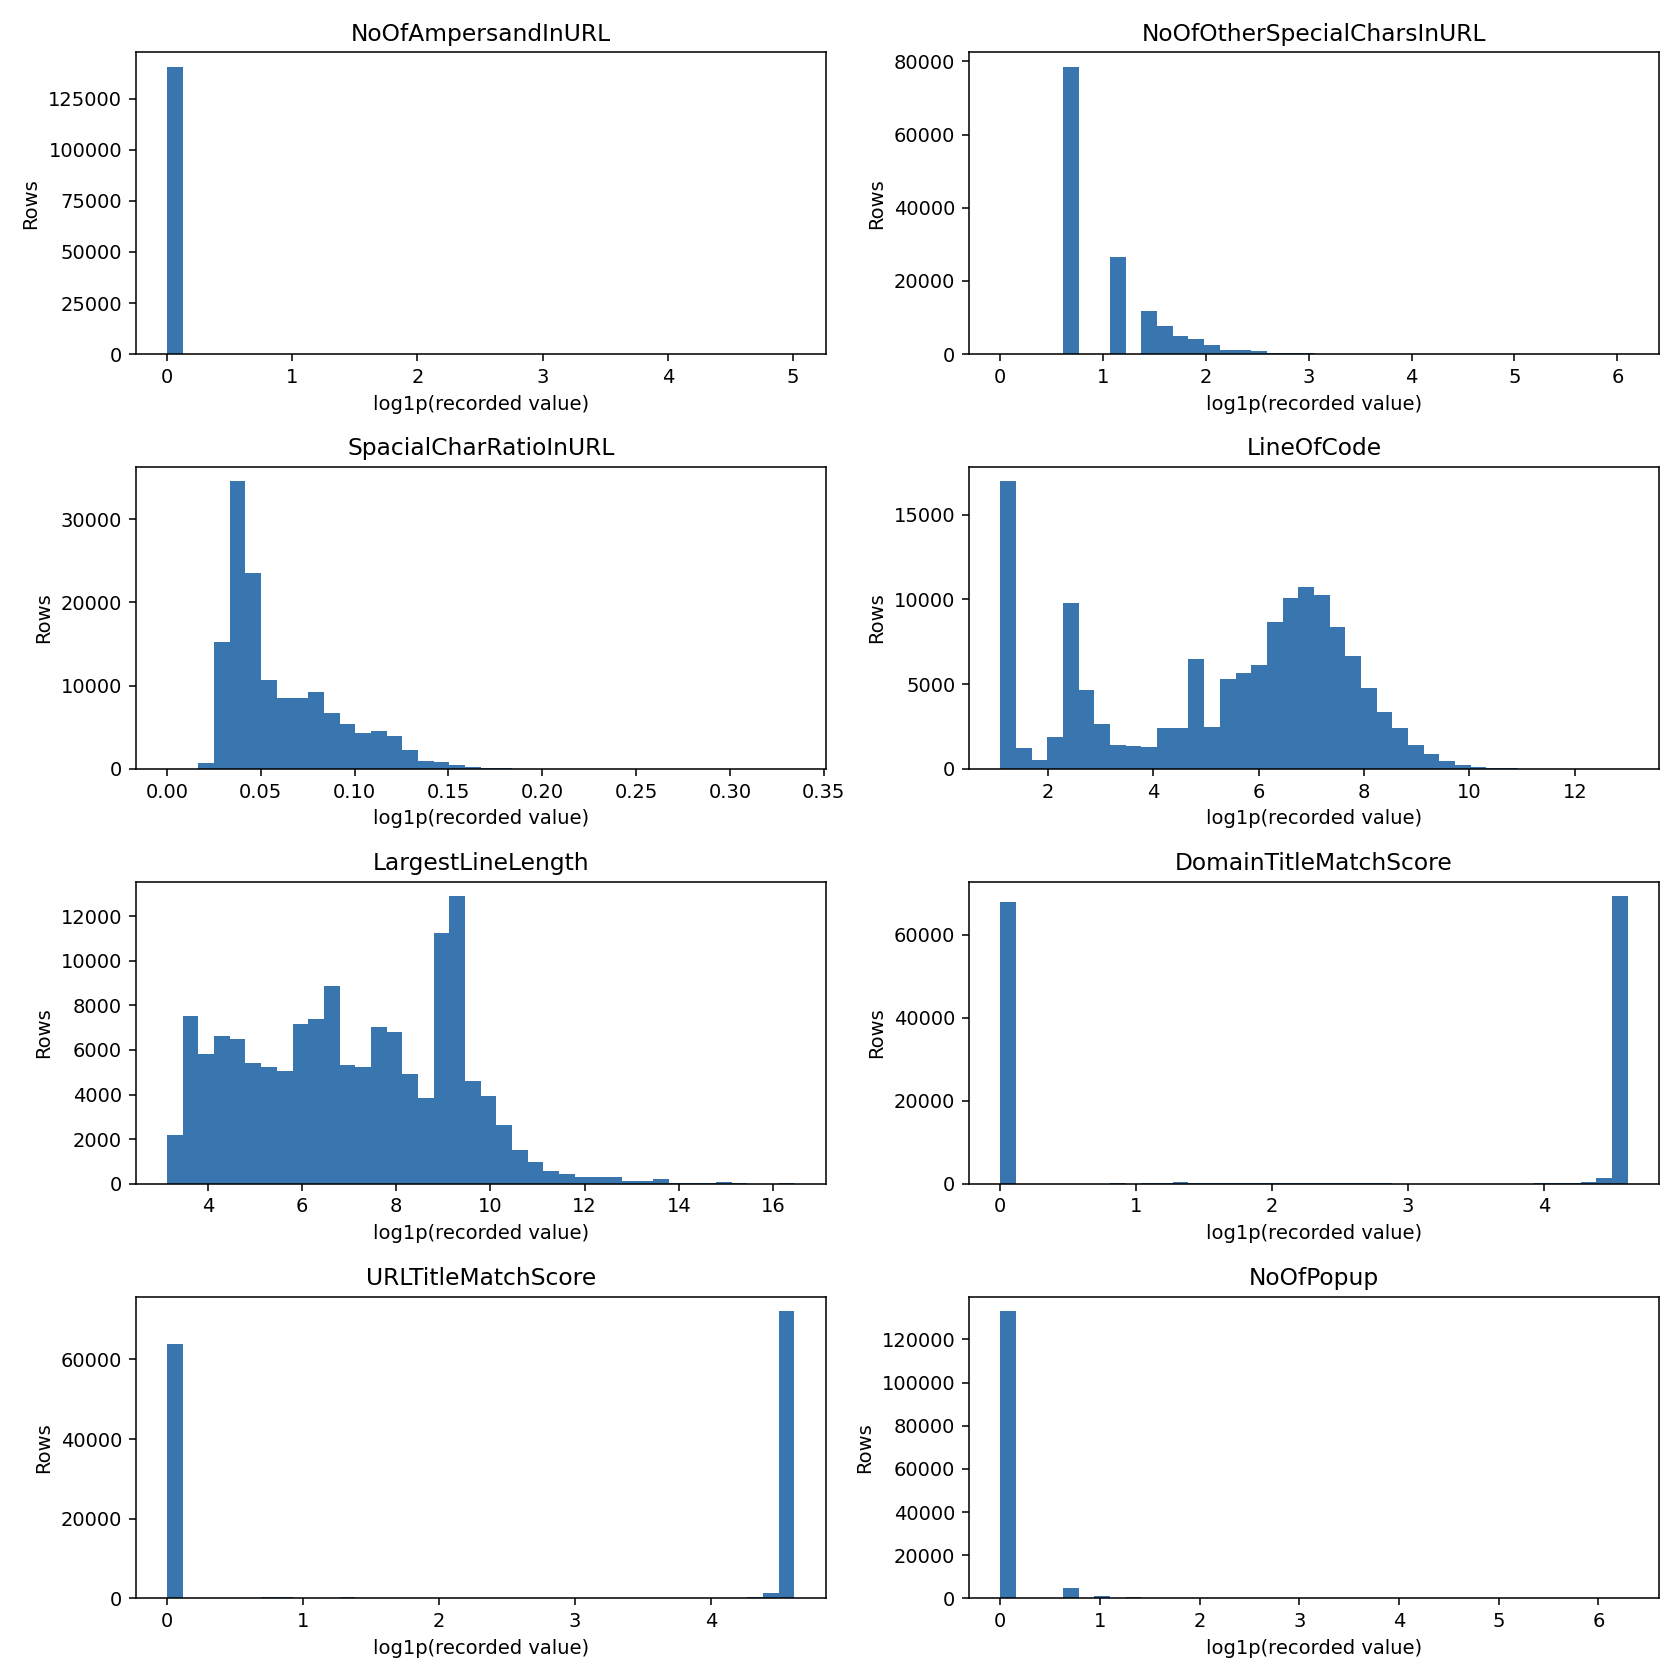 NoOfAmpersandInURL
125000
100000
75000
50000
25000
0
Rows
0 1 2 3 4 5
log1p(recorded value)
NoOfOtherSpecialCharsInURL
80000
60000
40000
20000
0
Rows
0 1 2 3 4 5 6
log1p(recorded value)
SpacialCharRatioInURL
30000
20000
10000
0
Rows
0.00 0.05 0.10 0.15 0.20 0.25 0.30 0.35
log1p(recorded value)
LineOfCode
15000
10000
5000
0
Rows
2 4 6 8 10 12
log1p(recorded value)
LargestLineLength
12000
10000
8000
6000
4000
2000
0
Rows
4 6 8 10 12 14 16
log1p(recorded value)
DomainTitleMatchScore
60000
40000
20000
0
Rows
0 1 2 3 4
log1p(recorded value)
URLTitleMatchScore
60000
40000
20000
0
Rows
0 1 2 3 4
log1p(recorded value)
NoOfPopup
120000
100000
80000
60000
40000
20000
0
Rows
0 1 2 3 4 5 6
log1p(recorded value)